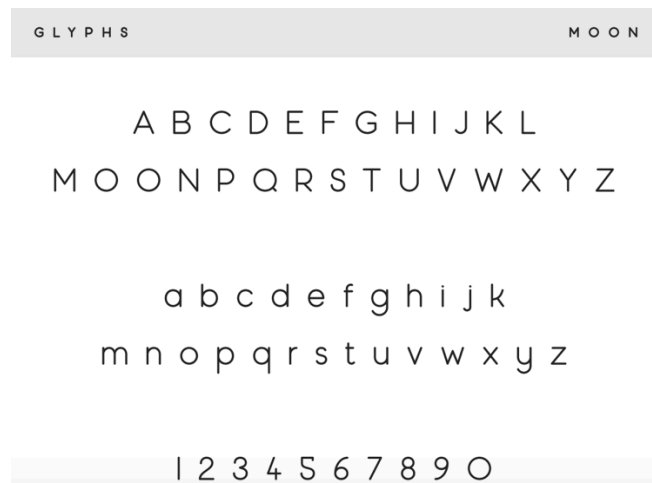 GLYPHS MOON
A B C D E F G H I J K L
M O O N P Q R S T U V W X Y Z
a b c d e f g h i j k
m n o p q r s t u v w x y z
1 2 3 4 5 6 7 8 9 0